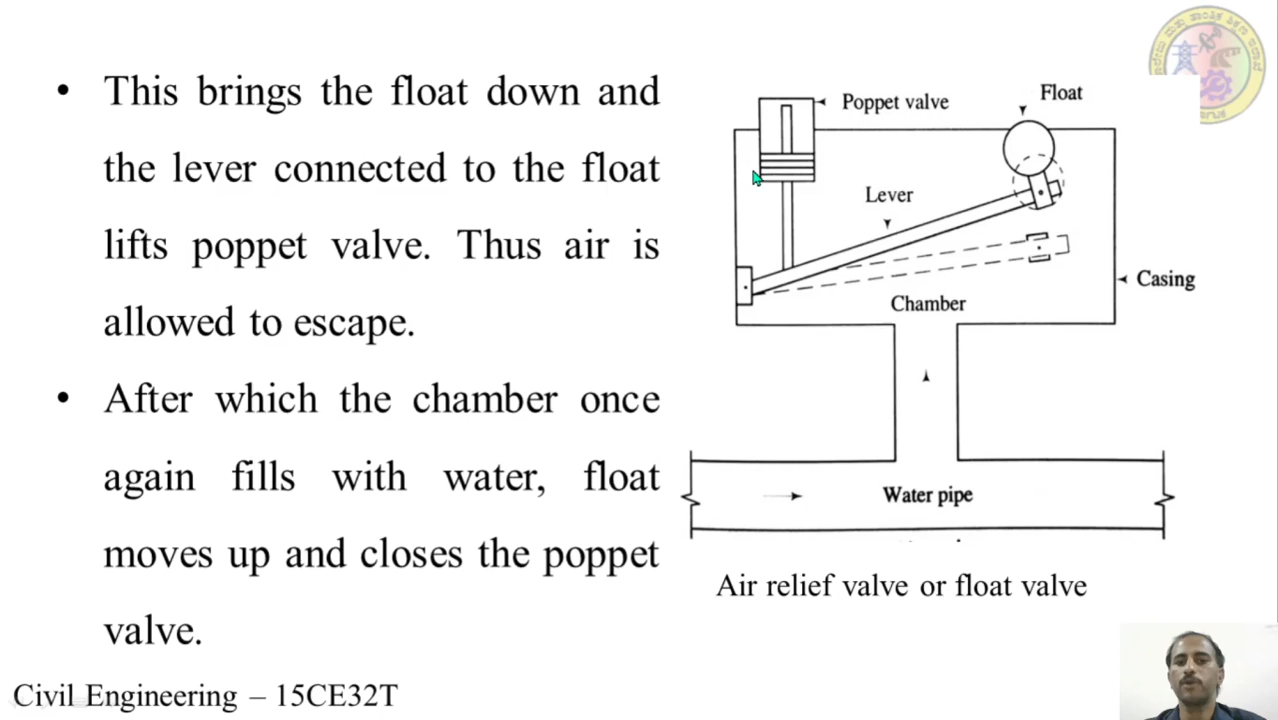 • This brings the float down and
the lever connected to the float
lifts poppet valve. Thus air is
allowed to escape.
• After which the chamber once
again fills with water, float
moves up and closes the poppet
valve.
Poppet valve
Float
Lever
Casing
Chamber
Water pipe
Air relief valve or float valve
Civil Engineering – 15CE32T